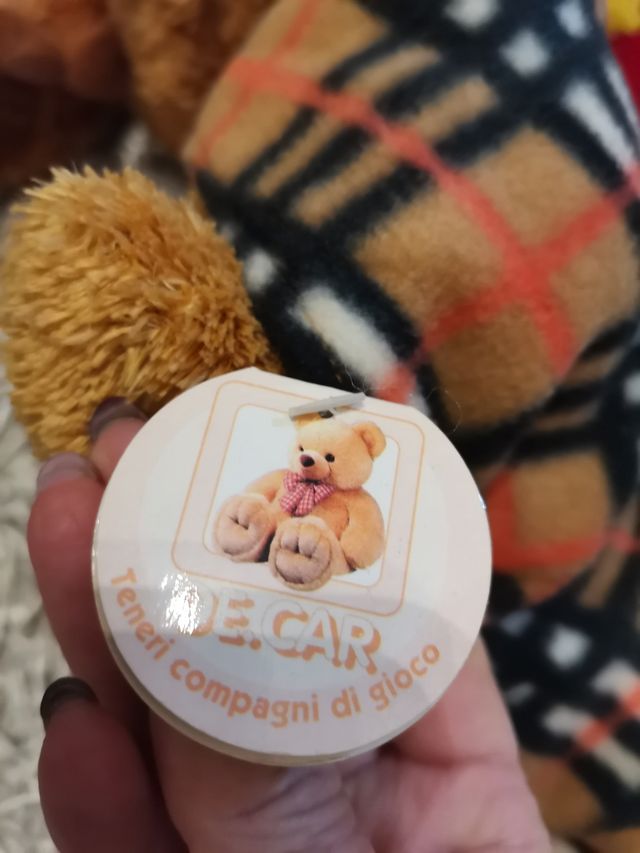 DE.CAR
Teneri compagni di gioco